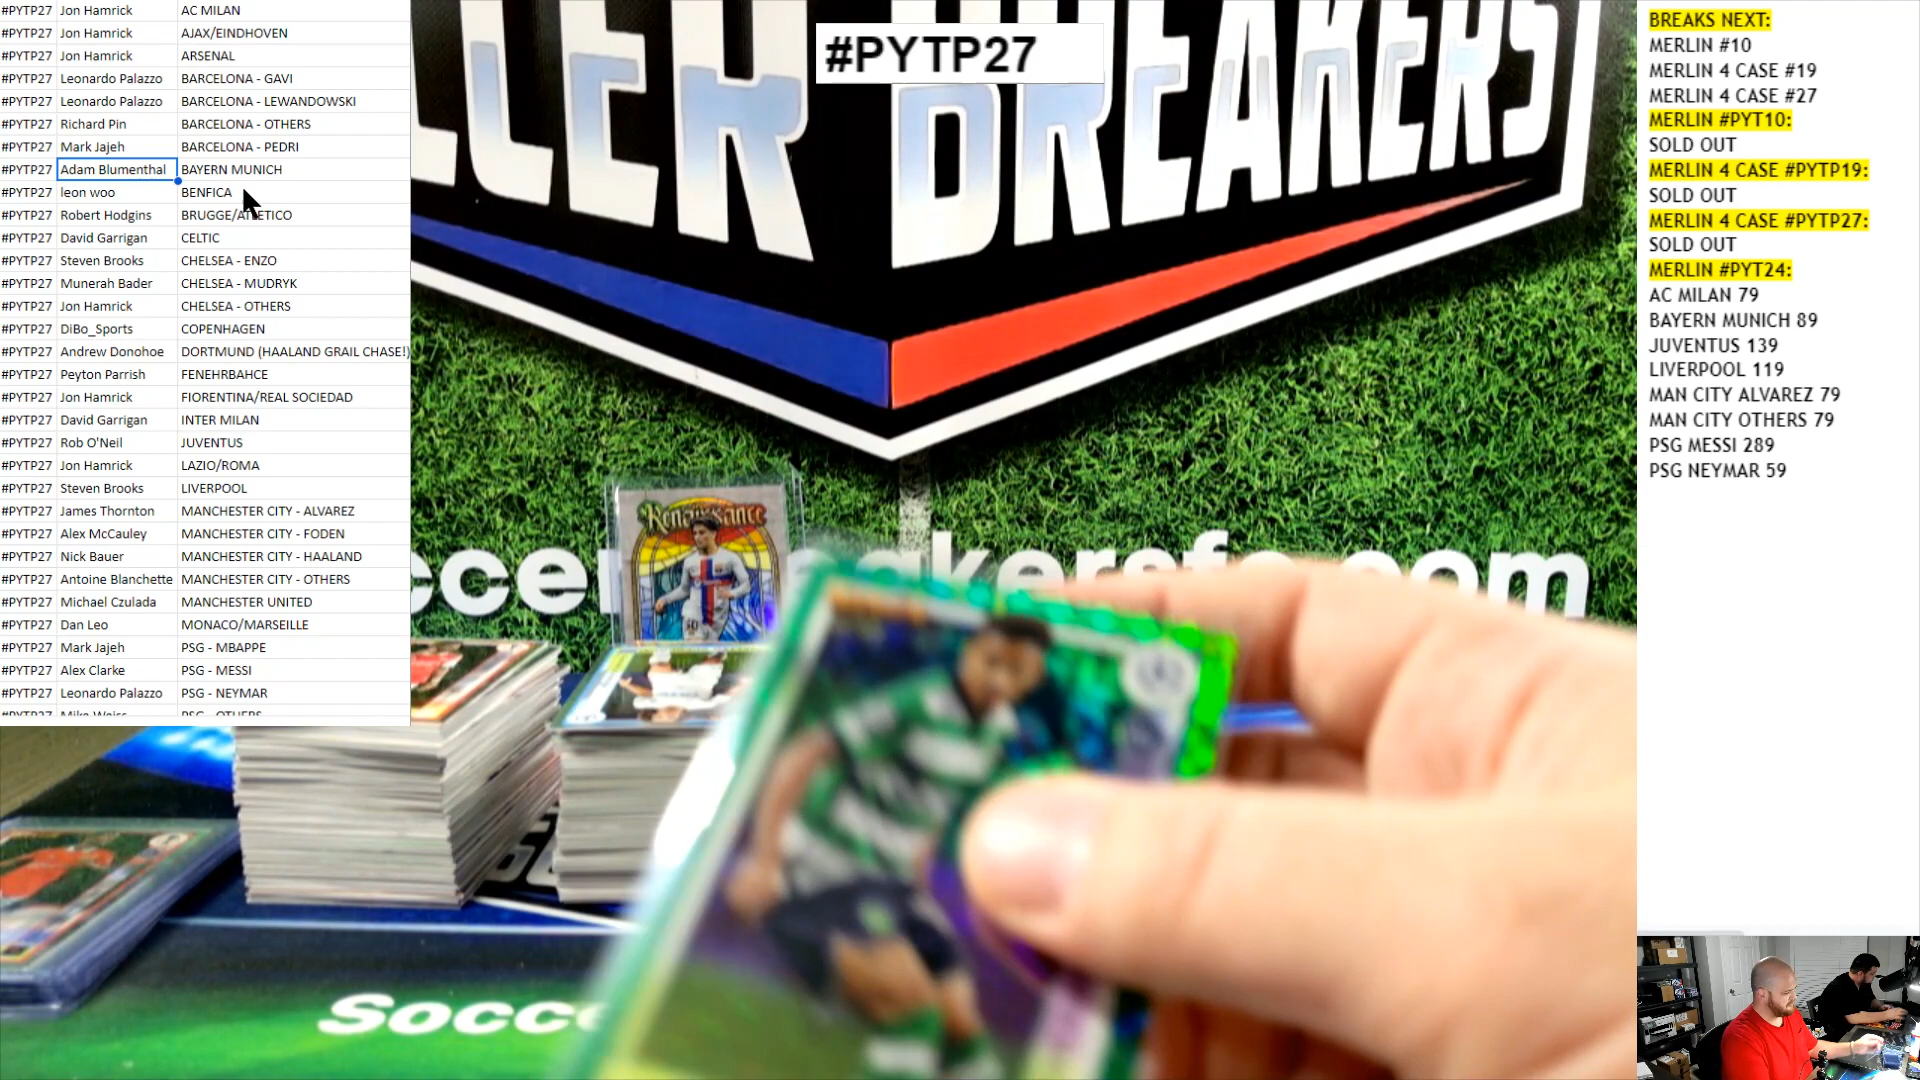 #PYTP27 Jon Hamrick AC MILAN
#PYTP27 Jon Hamrick AJAX/EINDHOVEN
#PYTP27 Jon Hamrick ARSENAL
#PYTP27 Leonardo Palazzo BARCELONA - GAVI
#PYTP27 Leonardo Palazzo BARCELONA - LEWANDOWSKI
#PYTP27 Richard Pin BARCELONA - OTHERS
#PYTP27 Mark Jajeh BARCELONA - PEDRI
#PYTP27 Adam Blumenthal BAYERN MUNICH
#PYTP27 leon woo BENFICA
#PYTP27 Robert Hodgins BRUGGE/ATLETICO
#PYTP27 David Garrigan CELTIC
#PYTP27 Steven Brooks CHELSEA - ENZO
#PYTP27 Munerah Bader CHELSEA - MUDRYK
#PYTP27 Jon Hamrick CHELSEA - OTHERS
#PYTP27 DiBo_Sports COPENHAGEN
#PYTP27 Andrew Donohoe DORTMUND (HAALAND GRAIL CHASE!)
#PYTP27 Peyton Parrish FENEHRBAHCE
#PYTP27 Jon Hamrick FIORENTINA/REAL SOCIEDAD
#PYTP27 David Garrigan INTER MILAN
#PYTP27 Rob O'Neil JUVENTUS
#PYTP27 Jon Hamrick LAZIO/ROMA
#PYTP27 Steven Brooks LIVERPOOL
#PYTP27 James Thornton MANCHESTER CITY - ALVAREZ
#PYTP27 Alex McCauley MANCHESTER CITY - FODEN
#PYTP27 Nick Bauer MANCHESTER CITY - HAALAND
#PYTP27 Antoine Blanchette MANCHESTER CITY - OTHERS
#PYTP27 Michael Czulada MANCHESTER UNITED
#PYTP27 Dan Leo MONACO/MARSEILLE
#PYTP27 Mark Jajeh PSG - MBAPPE
#PYTP27 Alex Clarke PSG - MESSI
#PYTP27 Leonardo Palazzo PSG - NEYMAR
#PYTP27 Mike Weiss PSG - OTHERS
#PYTP27
CCER BREAKERS
Renaissance
ccer akersfc.com
Socc
BREAKS NEXT:
MERLIN #10
MERLIN 4 CASE #19
MERLIN 4 CASE #27
MERLIN #PYT10:
SOLD OUT
MERLIN 4 CASE #PYTP19:
SOLD OUT
MERLIN 4 CASE #PYTP27:
SOLD OUT
MERLIN #PYT24:
AC MILAN 79
BAYERN MUNICH 89
JUVENTUS 139
LIVERPOOL 119
MAN CITY ALVAREZ 79
MAN CITY OTHERS 79
PSG MESSI 289
PSG NEYMAR 59